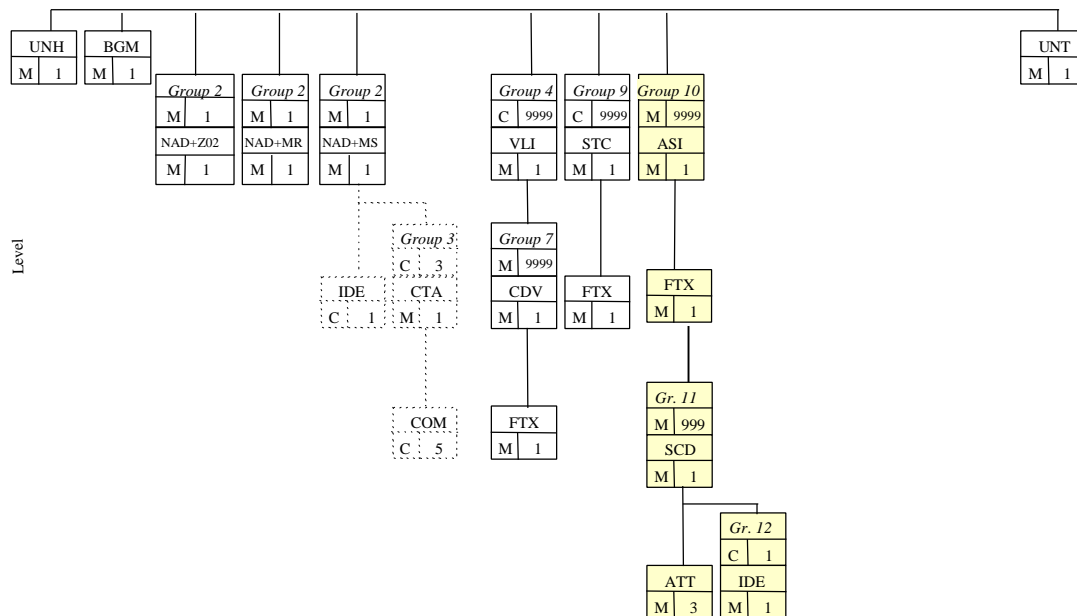 UNH BGM UNT
M 1 M 1 M 1
Group 2 Group 2 Group 2 Group 4 Group 9 Group 10
M 1 M 1 M 1 C 9999 C 9999 M 9999
NAD+Z02 NAD+MR NAD+MS VLI STC ASI
M 1 M 1 M 1 M 1 M 1 M 1
Group 3 Group 7
C 3 M 9999
Level
IDE CTA CDV FTX FTX
C 1 M 1 M 1 M 1 M 1
Gr. 11
M 999
COM FTX SCD
C 5 M 1 M 1
Gr. 12
C 1
ATT IDE
M 3 M 1